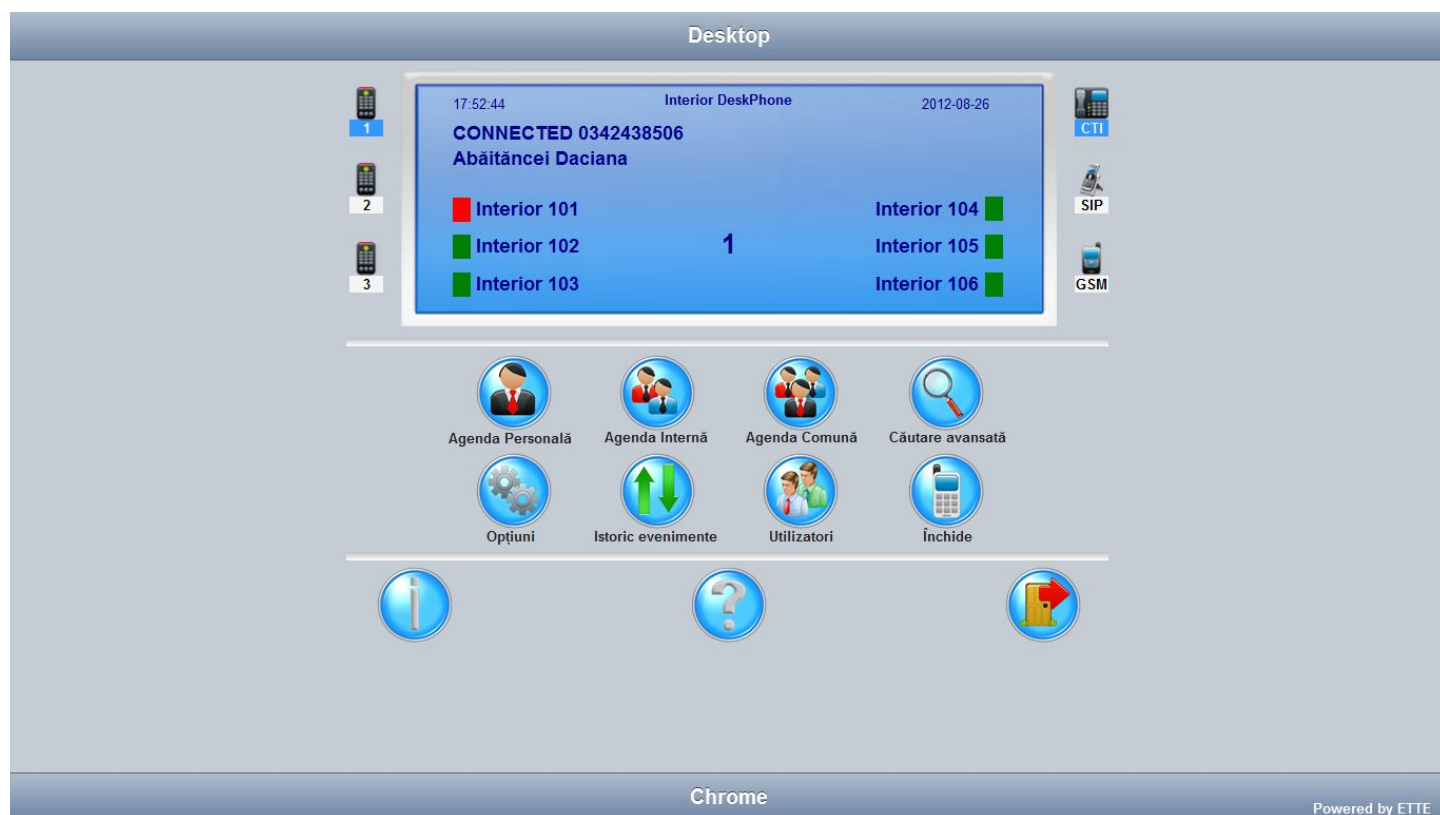 Desktop
17:52:44 Interior DeskPhone 2012-08-26
CONNECTED 0342438506
Abăităncei Daciana
1 CTI
Interior 101 Interior 104
2 SIP
Interior 102 1 Interior 105
Interior 103 Interior 106
3 GSM
Agenda Personală Agenda Internă Agenda Comună Căutare avansată
Opțiuni Istoric evenimente Utilizatori Închide
i ?
Chrome
Powered by ETTE